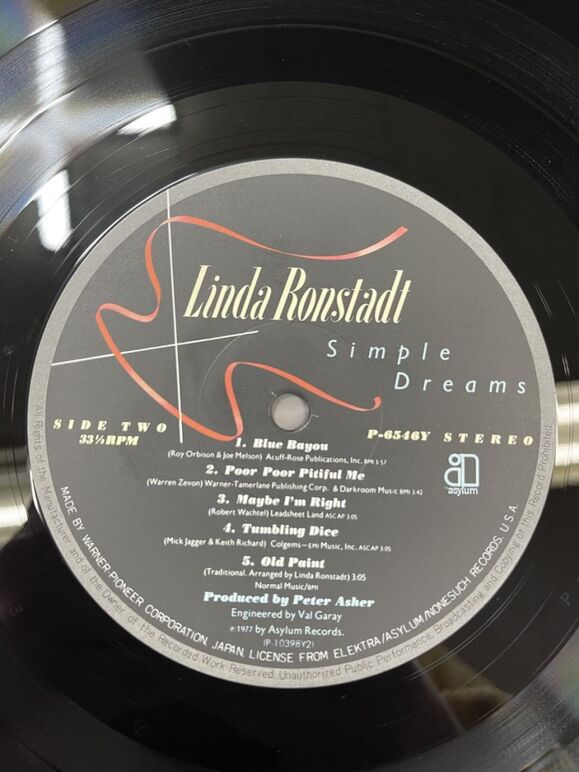 Linda Ronstadt
Simple
Dreams
SIDE TWO
33⅓RPM
P-6546Y STEREO
asylum
1. Blue Bayou
(Roy Orbison & Joe Melson) Acuff-Rose Publications, Inc. BMI 3:57
2. Poor Poor Pitiful Me
(Warren Zevon) Warner-Tamerlane Publishing Corp. & Darkroom Music BMI 3:42
3. Maybe I'm Right
(Robert Wachtel) Leadsheet Land ASCAP 3:05
4. Tumbling Dice
(Mick Jagger & Keith Richard) Colgems-EMI Music, Inc. ASCAP 3:05
5. Old Paint
(Traditional. Arranged by Linda Ronstadt) 3:05
Normal Music/BMI
Produced by Peter Asher
Engineered by Val Garay
℗ 1977 by Asylum Records.
(P-10398Y2)
MADE BY WARNER-PIONEER CORPORATION, JAPAN, LICENSE FROM ELEKTRA/ASYLUM/NONESUCH RECORDS, U.S.A.
All Rights of the Manufacturer and of the Owner of the Recorded Work Reserved. Unauthorized Public Performance, Broadcasting and Copying of this Record Prohibited.